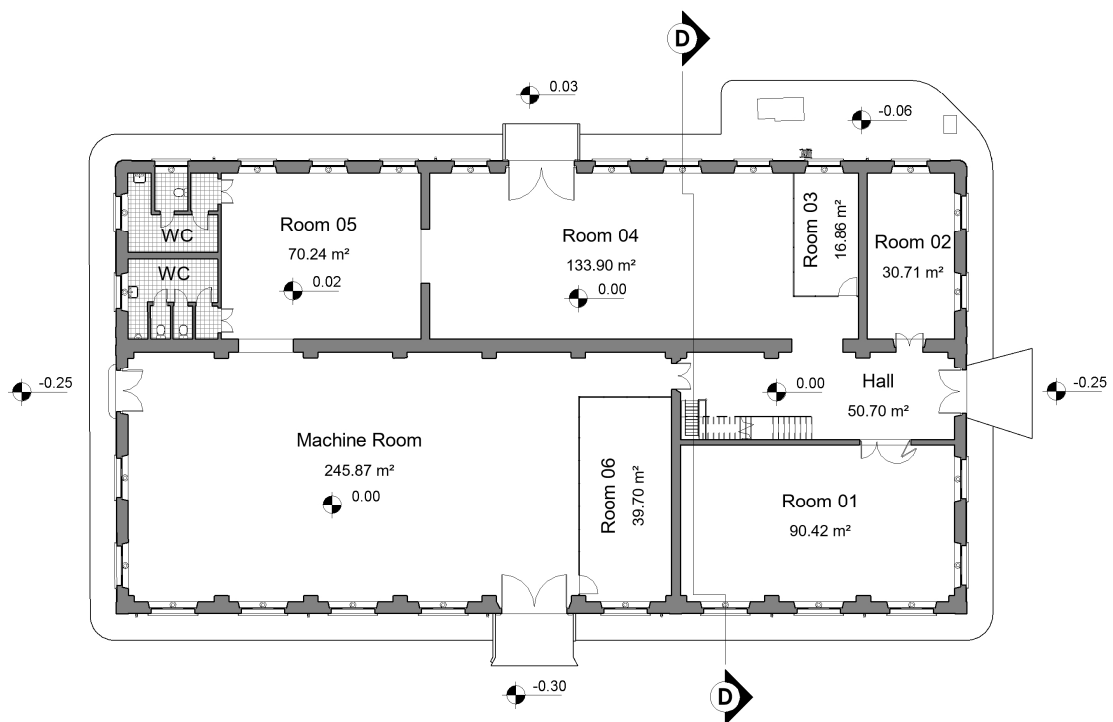 D
0.03
-0.06
Room 05
70.24 m²
0.02
Room 04
133.90 m²
0.00
Room 03
16.86 m²
Room 02
30.71 m²
WC
WC
-0.25
0.00
Hall
50.70 m²
-0.25
Machine Room
245.87 m²
0.00
Room 06
39.70 m²
Room 01
90.42 m²
-0.30
D